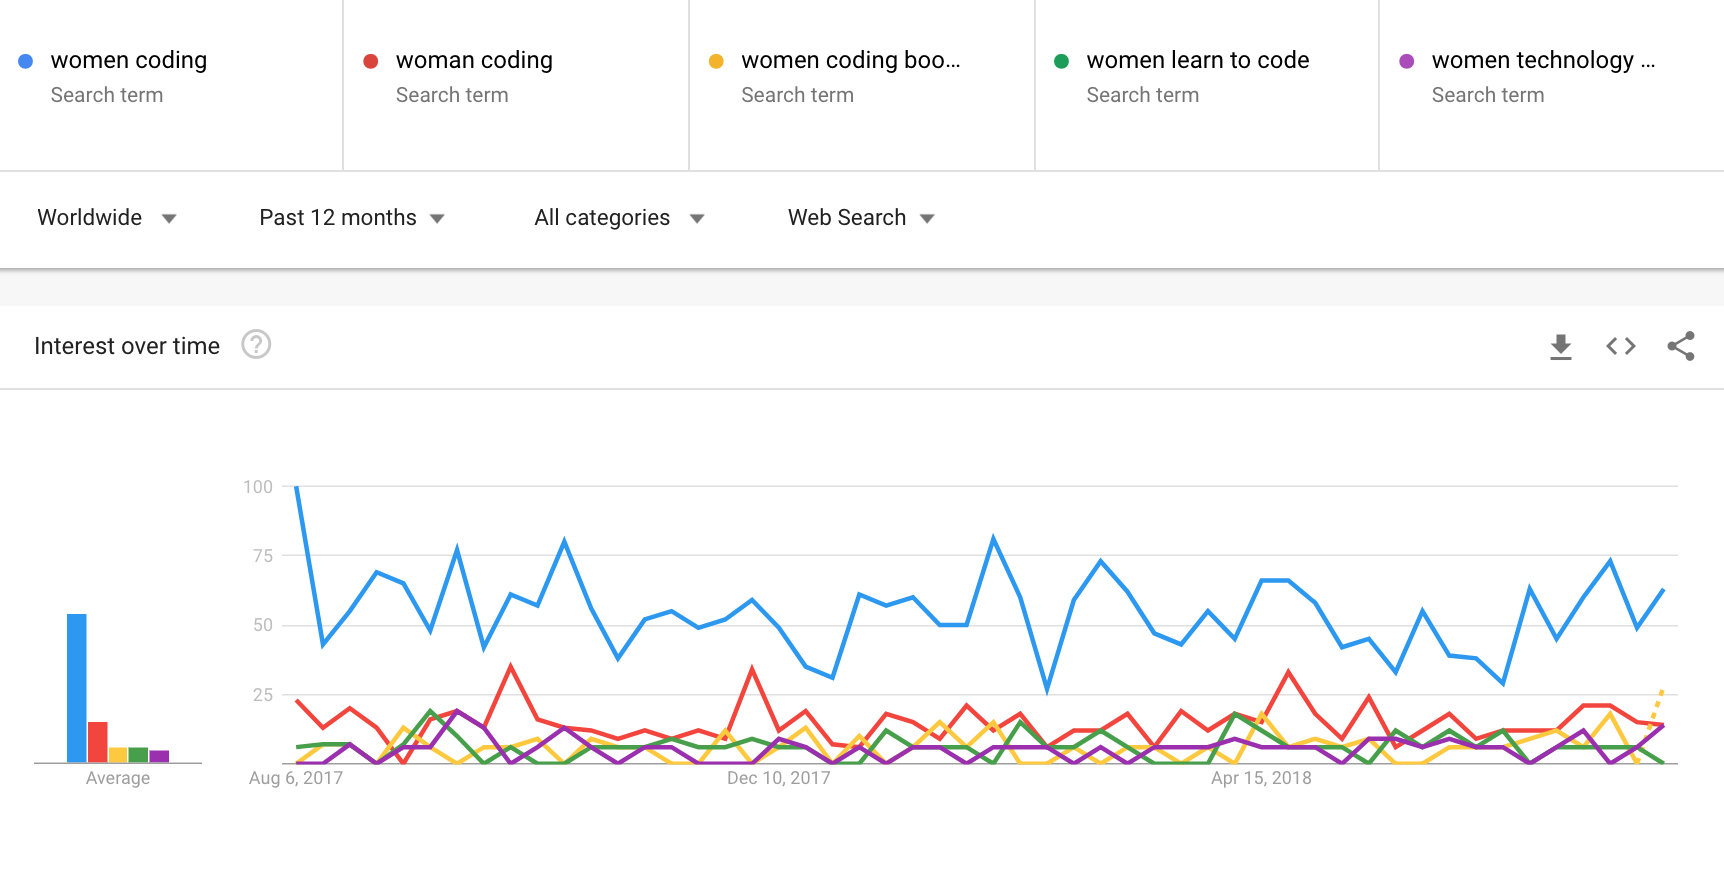 women coding
Search term
woman coding
Search term
women coding boo...
Search term
women learn to code
Search term
women technology ...
Search term
Worldwide
Past 12 months
All categories
Web Search
Interest over time
?
100
75
50
25
Average
Aug 6, 2017
Dec 10, 2017
Apr 15, 2018